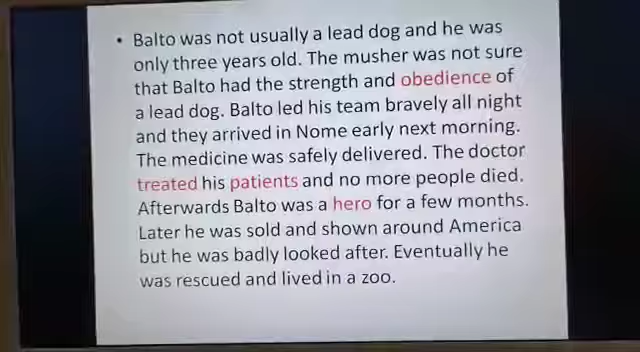 • Balto was not usually a lead dog and he was
only three years old. The musher was not sure
that Balto had the strength and obedience of
a lead dog. Balto led his team bravely all night
and they arrived in Nome early next morning.
The medicine was safely delivered. The doctor
treated his patients and no more people died.
Afterwards Balto was a hero for a few months.
Later he was sold and shown around America
but he was badly looked after. Eventually he
was rescued and lived in a zoo.